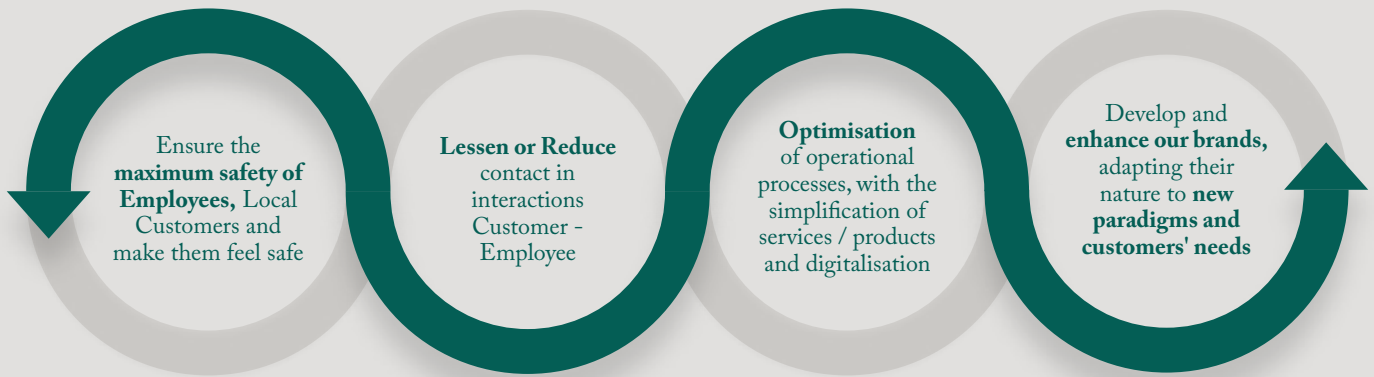 Ensure the
maximum safety of
Employees, Local
Customers and
make them feel safe
Lessen or Reduce
contact in
interactions
Customer -
Employee
Optimisation
of operational
processes, with the
simplification of
services / products
and digitalisation
Develop and
enhance our brands,
adapting their
nature to new
paradigms and
customers' needs